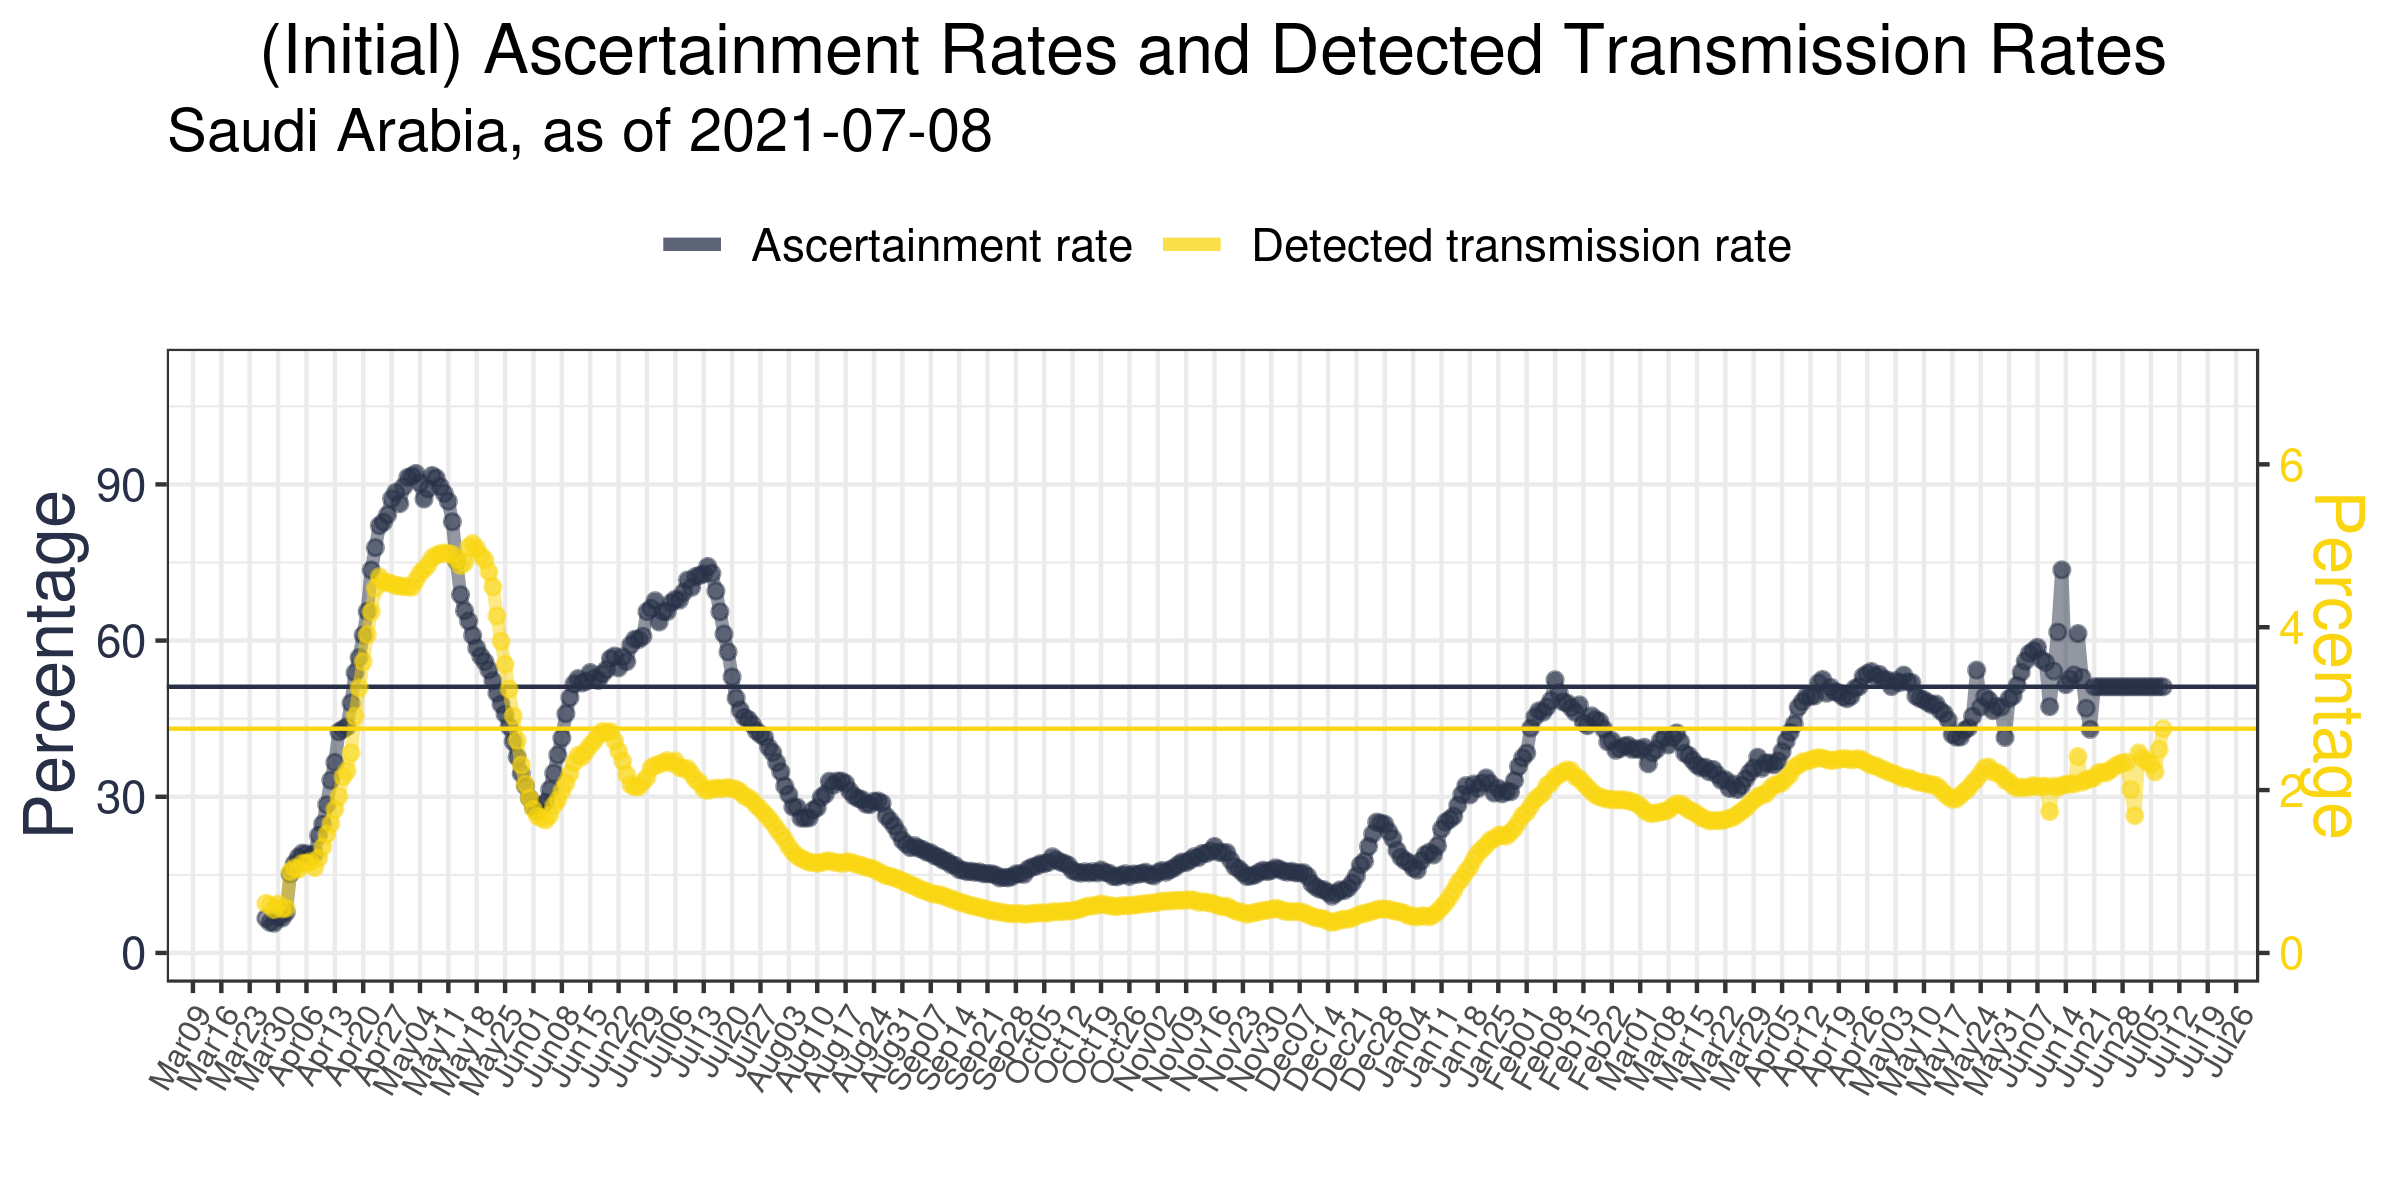 (Initial) Ascertainment Rates and Detected Transmission Rates
Saudi Arabia, as of 2021-07-08
Ascertainment rate Detected transmission rate
Percentage
90
60
30
0
6
4
2
0
Percentage
Mar09 Mar16 Mar23 Mar30 Apr06 Apr13 Apr20 Apr27 May04 May11 May18 May25 Jun01 Jun08 Jun15 Jun22 Jun29 Jul06 Jul13 Jul20 Jul27 Aug03 Aug10 Aug17 Aug24 Aug31 Sep07 Sep14 Sep21 Sep28 Oct05 Oct12 Oct19 Oct26 Nov02 Nov09 Nov16 Nov23 Nov30 Dec07 Dec14 Dec21 Dec28 Jan04 Jan11 Jan18 Jan25 Feb01 Feb08 Feb15 Feb22 Mar01 Mar08 Mar15 Mar22 Mar29 Apr05 Apr12 Apr19 Apr26 May03 May10 May17 May24 May31 Jun07 Jun14 Jun21 Jun28 Jul05 Jul12 Jul19 Jul26